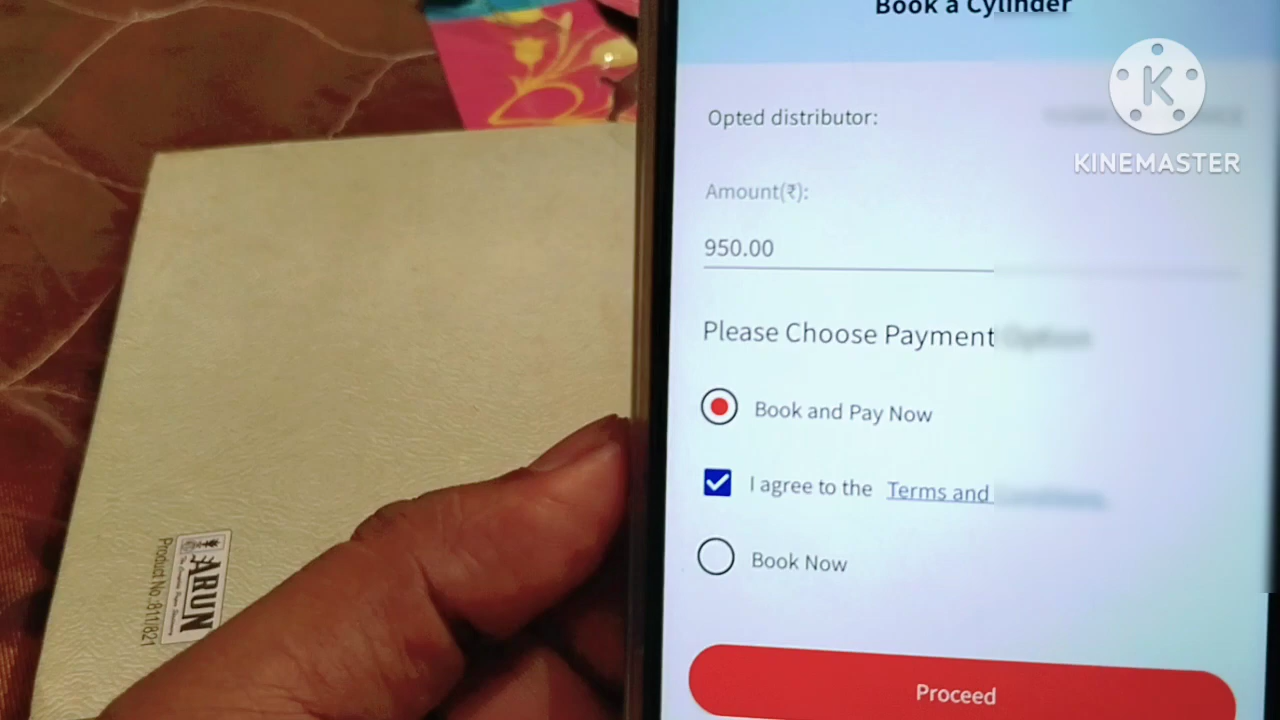 Book a Cylinder
Opted distributor:
Amount(₹):
950.00
Please Choose Payment Option
Book and Pay Now
I agree to the Terms and
Book Now
Proceed
K
KINEMASTER
ARUN
Product No.:811/821